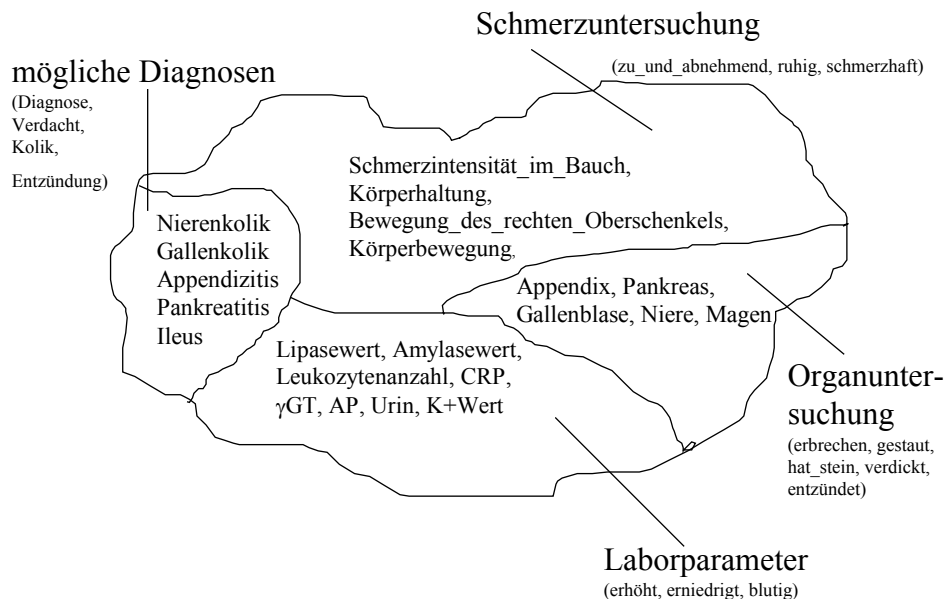 Schmerzuntersuchung
(zu_und_abnehmend, ruhig, schmerzhaft)
mögliche Diagnosen
(Diagnose,
Verdacht,
Kolik,
Entzündung)
Schmerzintensität_im_Bauch,
Körperhaltung,
Bewegung_des_rechten_Oberschenkels,
Körperbewegung,
Nierenkolik
Gallenkolik
Appendizitis
Pankreatitis
Ileus
Appendix, Pankreas,
Gallenblase, Niere, Magen
Lipasewert, Amylasewert,
Leukozytenanzahl, CRP,
γGT, AP, Urin, K+Wert
Organunter-
suchung
(erbrechen, gestaut,
hat_stein, verdickt,
entzündet)
Laborparameter
(erhöht, erniedrigt, blutig)